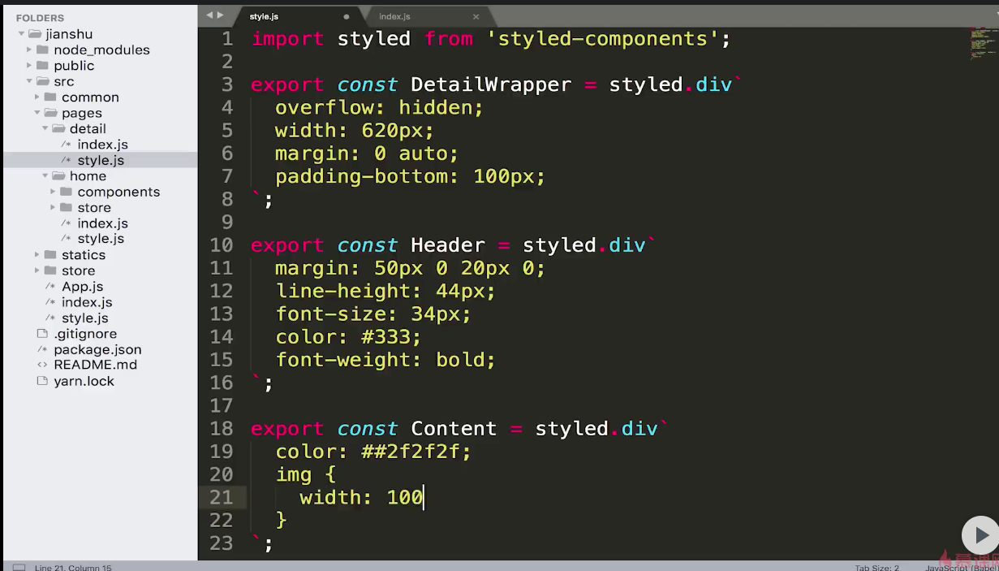 FOLDERS
jianshu
node_modules
public
src
common
pages
detail
index.js
style.js
home
components
store
index.js
style.js
statics
store
App.js
index.js
style.js
.gitignore
package.json
README.md
yarn.lock
style.js
index.js
1 import styled from 'styled-components';
2
3 export const DetailWrapper = styled.div`
4 overflow: hidden;
5 width: 620px;
6 margin: 0 auto;
7 padding-bottom: 100px;
8 `;
9
10 export const Header = styled.div`
11 margin: 50px 0 20px 0;
12 line-height: 44px;
13 font-size: 34px;
14 color: #333;
15 font-weight: bold;
16 `;
17
18 export const Content = styled.div`
19 color: ##2f2f2f;
20 img {
21 width: 100
22 }
23 `;
Line 21, Column 15
Tab Size: 2
JavaScript (Babel)
慕课网